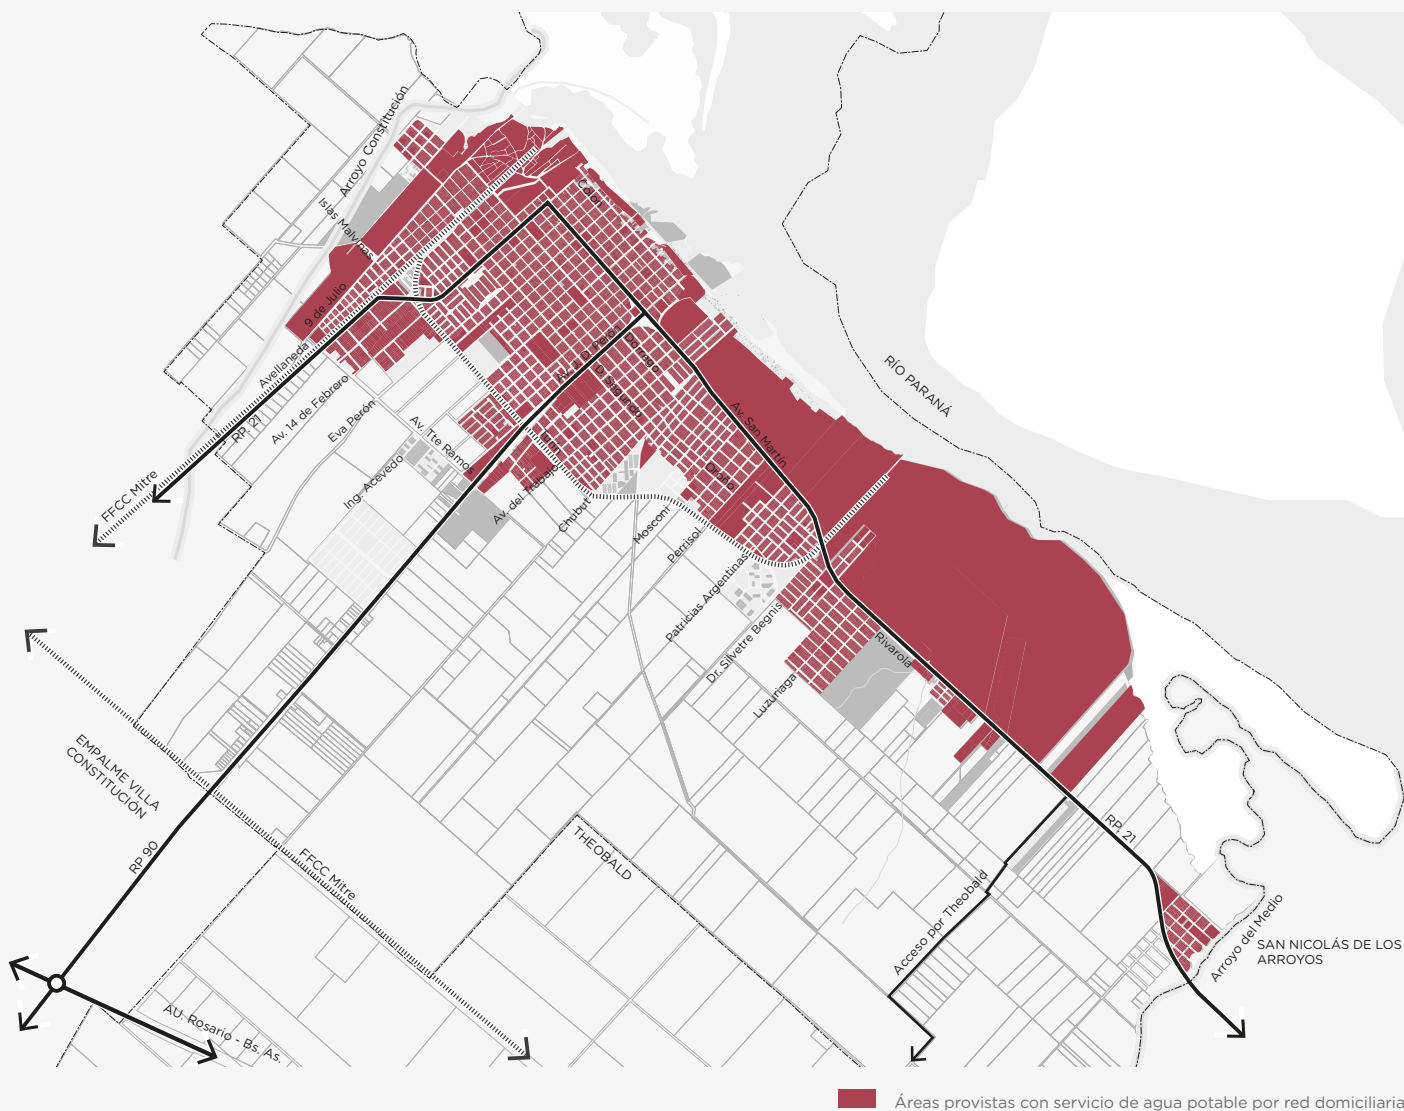 Arroyo Constitución
Islas Malvinas
Colón
9 de Julio
Avellaneda
RP. 21
Av. 14 de Febrero
Eva Perón
Av. Tte Ramos
Ing. Acevedo
FFCC Mitre
Av. J. D. Perón
Dorrego
D. Segundo
Av. San Martín
Oroño
RÍO PARANÁ
Av. del Trabajo
Chubut
Mosconi
Perrisol
Patricias Argentinas
Dr. Silvetre Begnis
Luzuriaga
Rivarola
EMPALME VILLA
CONSTITUCIÓN
RP 90
FFCC Mitre
THEOBALD
RP. 21
Acceso por Theobald
Arroyo del Medio
SAN NICOLÁS DE LOS
ARROYOS
AU. Rosario - Bs. As.
Áreas provistas con servicio de agua potable por red domiciliaria